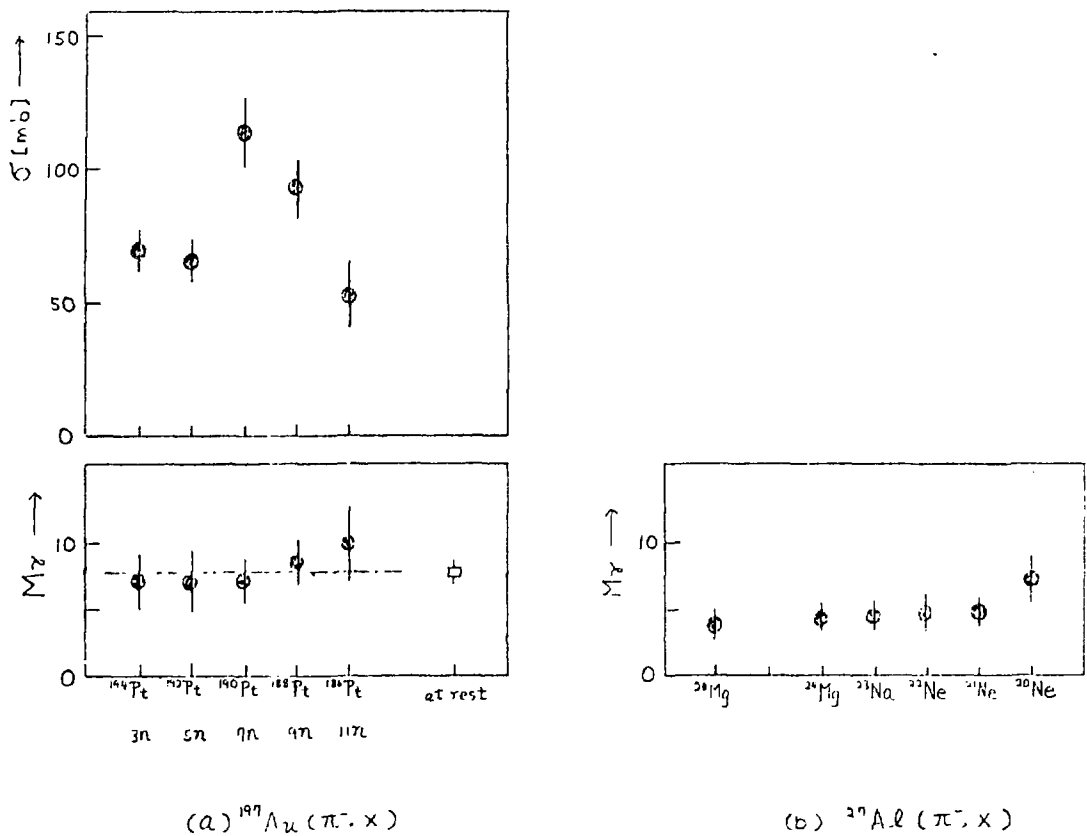 150
100
50
0
σ [mb] →
10
0
Mγ →
¹⁹⁴Pt ¹⁹²Pt ¹⁹⁰Pt ¹⁸⁸Pt ¹⁸⁶Pt at rest
3n 5n 7n 9n 11n
(a) ¹⁹⁷Au (π⁻, x)
10
0
Mγ →
Mg ²⁴Mg ²³Na ²²Ne ²¹Ne ²⁰Ne
(b) ²⁷Al (π⁻, x)